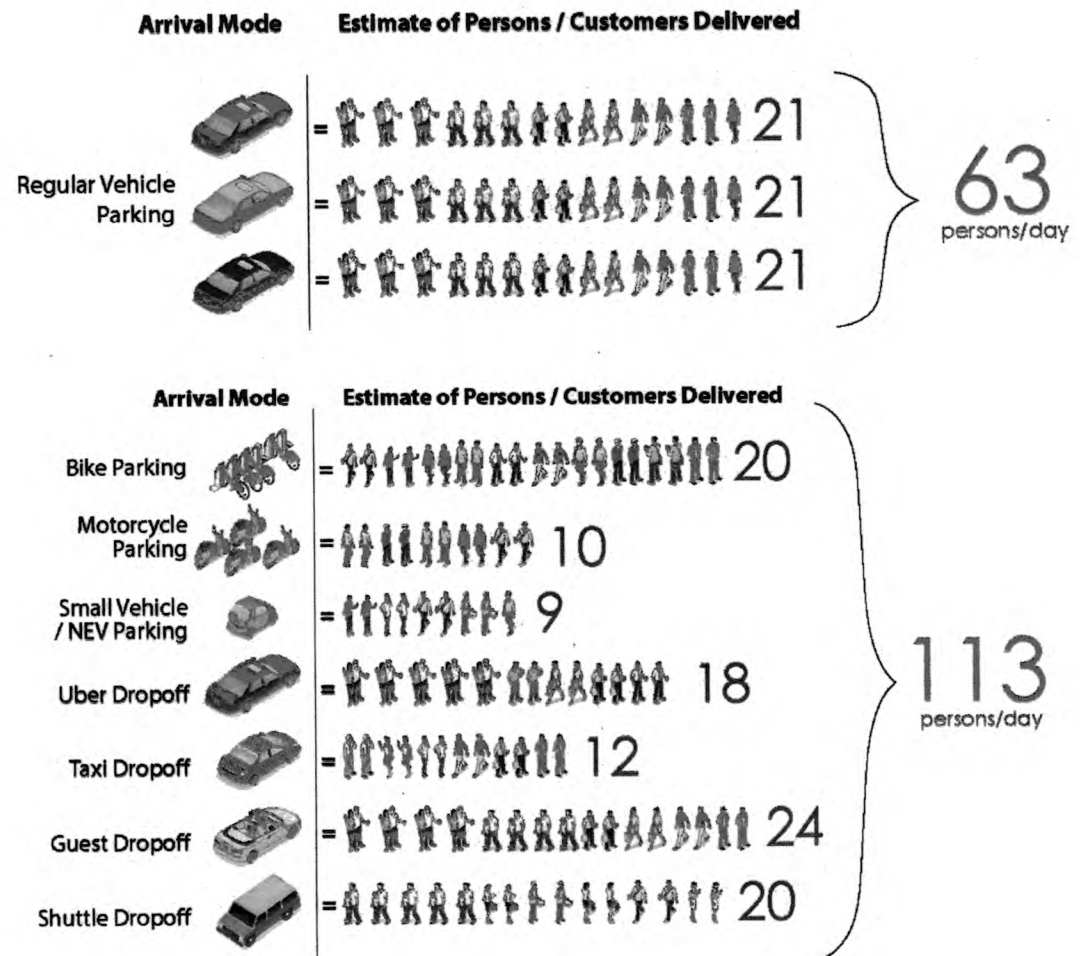 Arrival Mode Estimate of Persons / Customers Delivered
= 21
Regular Vehicle
Parking
= 21
= 21
63
persons/day
Arrival Mode Estimate of Persons / Customers Delivered
Bike Parking = 20
Motorcycle
Parking
= 10
Small Vehicle
/ NEV Parking
= 9
Uber Dropoff = 18
Taxi Dropoff = 12
Guest Dropoff = 24
Shuttle Dropoff = 20
113
persons/day